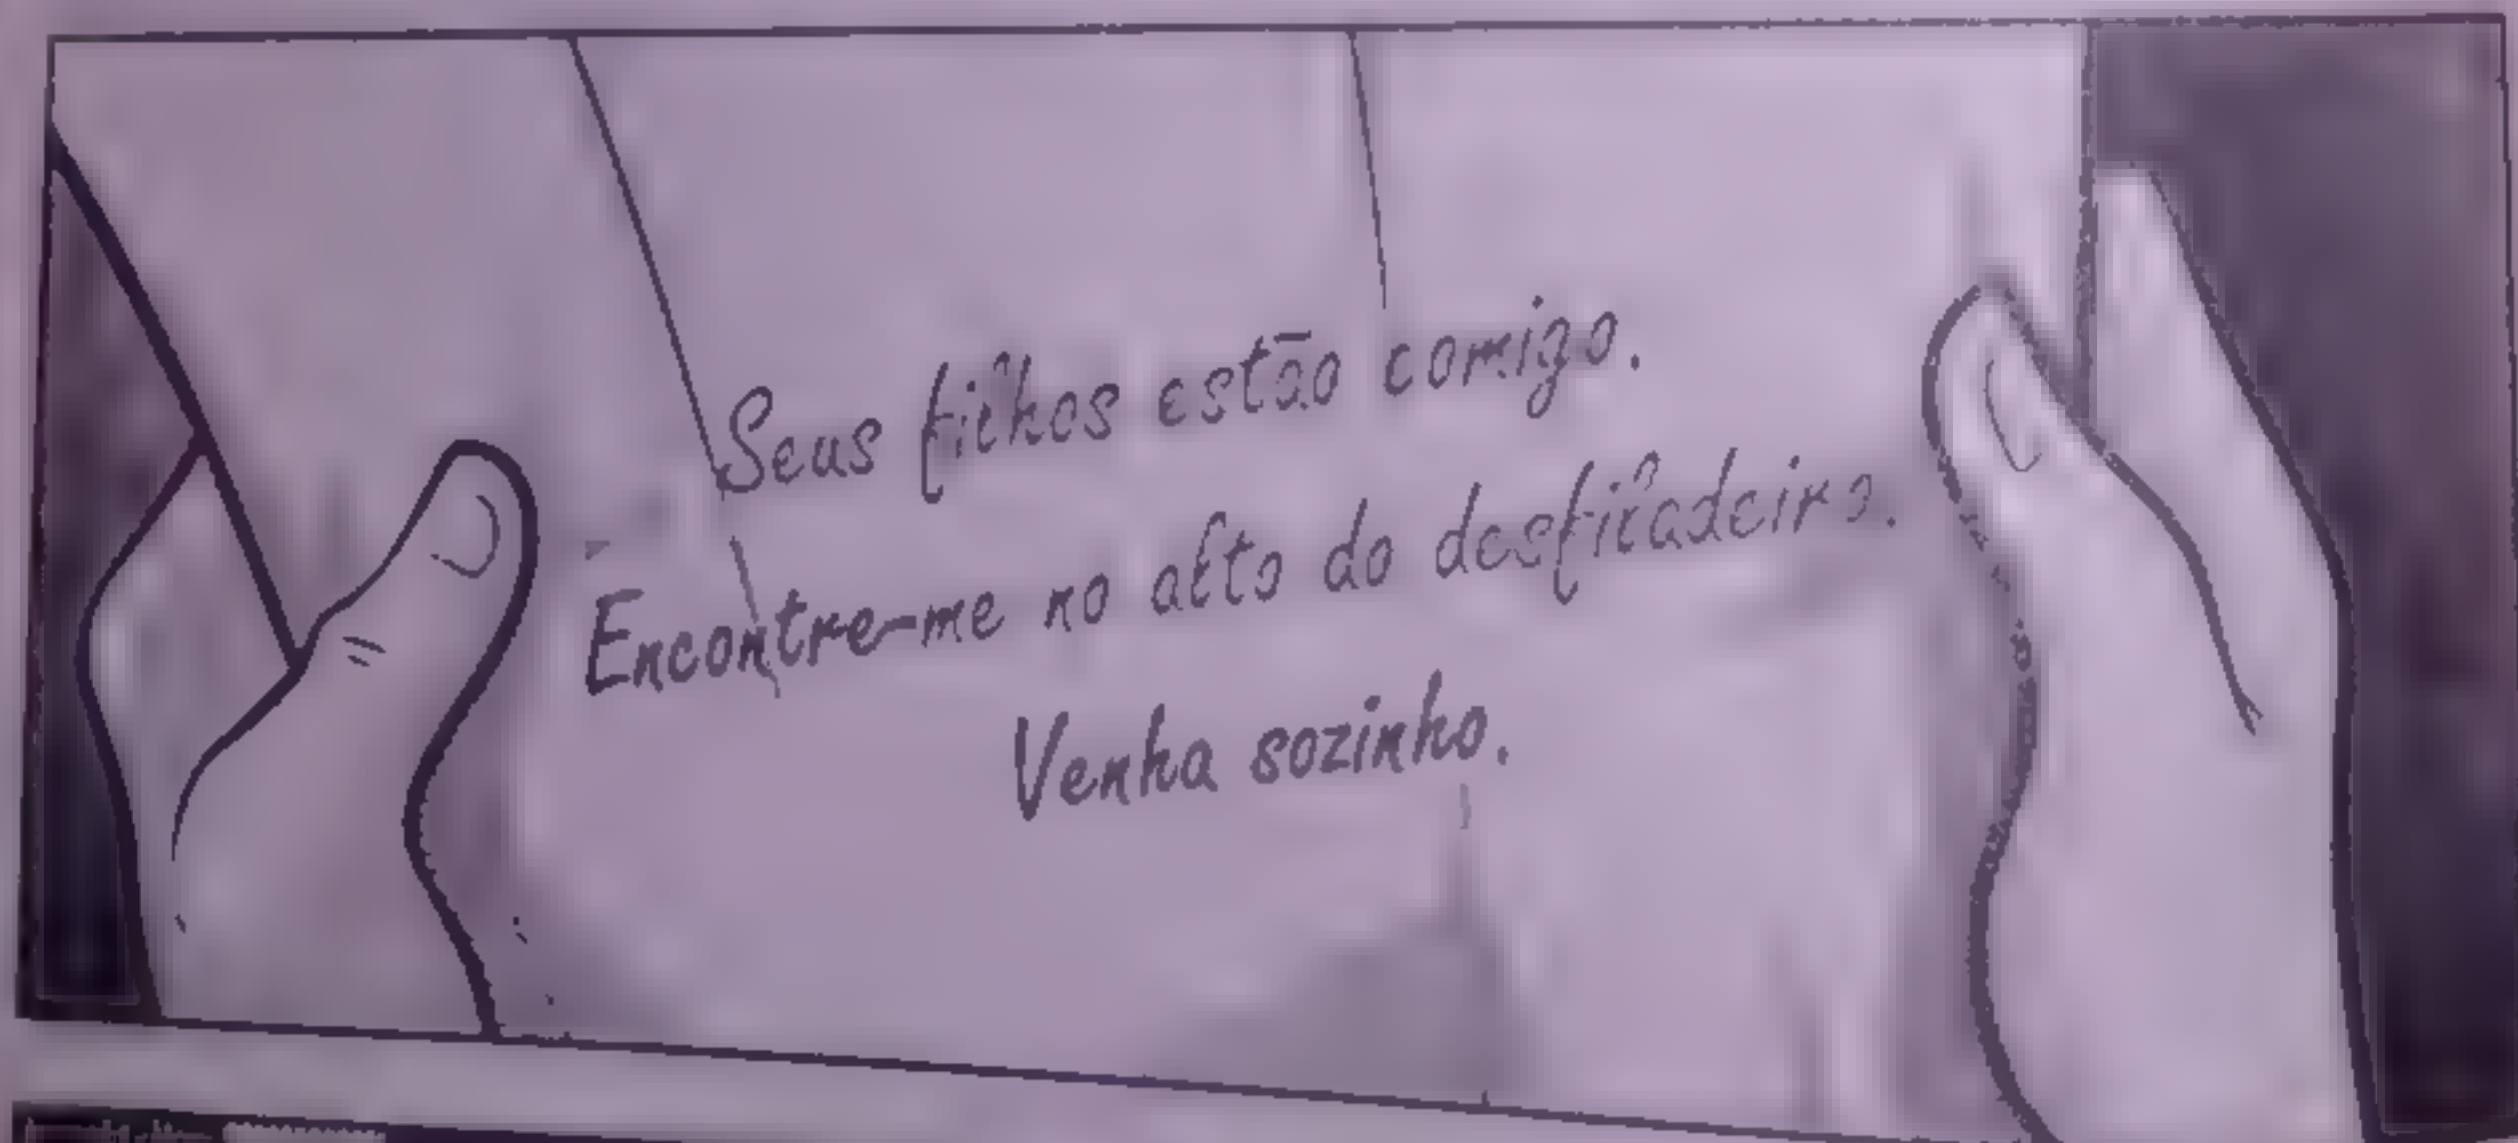 Seus filhos estão comigo.
Encontre-me no alto do desfiladeiro.
Venha sozinho.